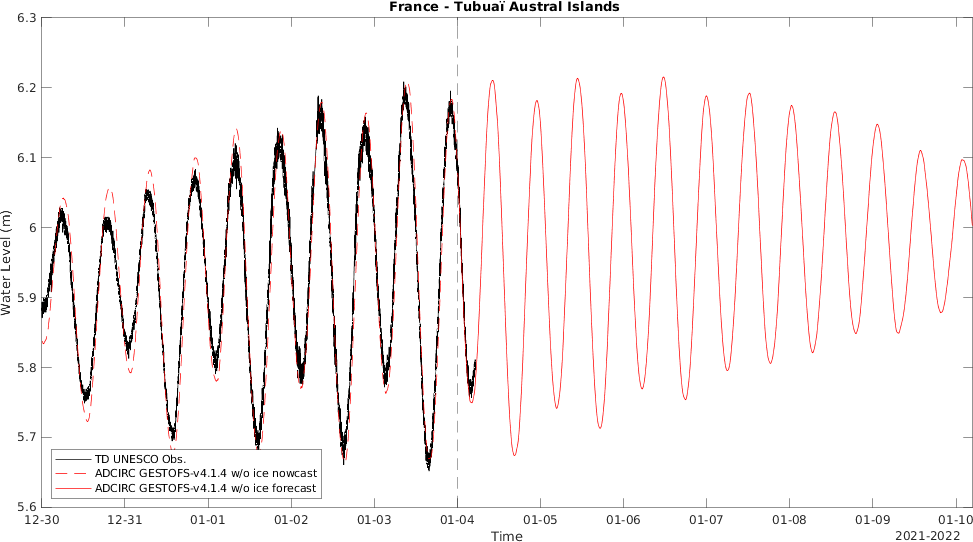 France - Tubuaï Austral Islands
6.3
6.2
6.1
6
5.9
5.8
5.7
5.6
Water Level (m)
TD UNESCO Obs.
ADCIRC GESTOFS-v4.1.4 w/o ice nowcast
ADCIRC GESTOFS-v4.1.4 w/o ice forecast
12-30 12-31 01-01 01-02 01-03 01-04 01-05 01-06 01-07 01-08 01-09 01-10
Time
2021-2022